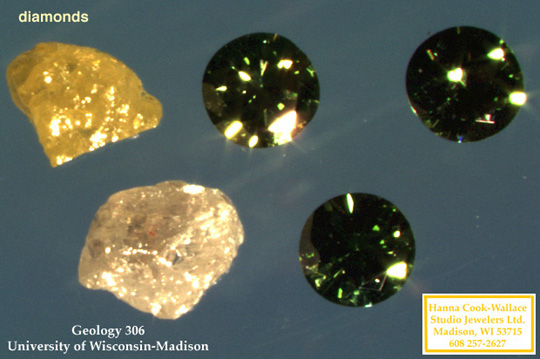 diamonds
Geology 306
University of Wisconsin-Madison
Hanna Cook-Wallace
Studio Jewelers Ltd.
Madison, WI 53715
608 257-2627